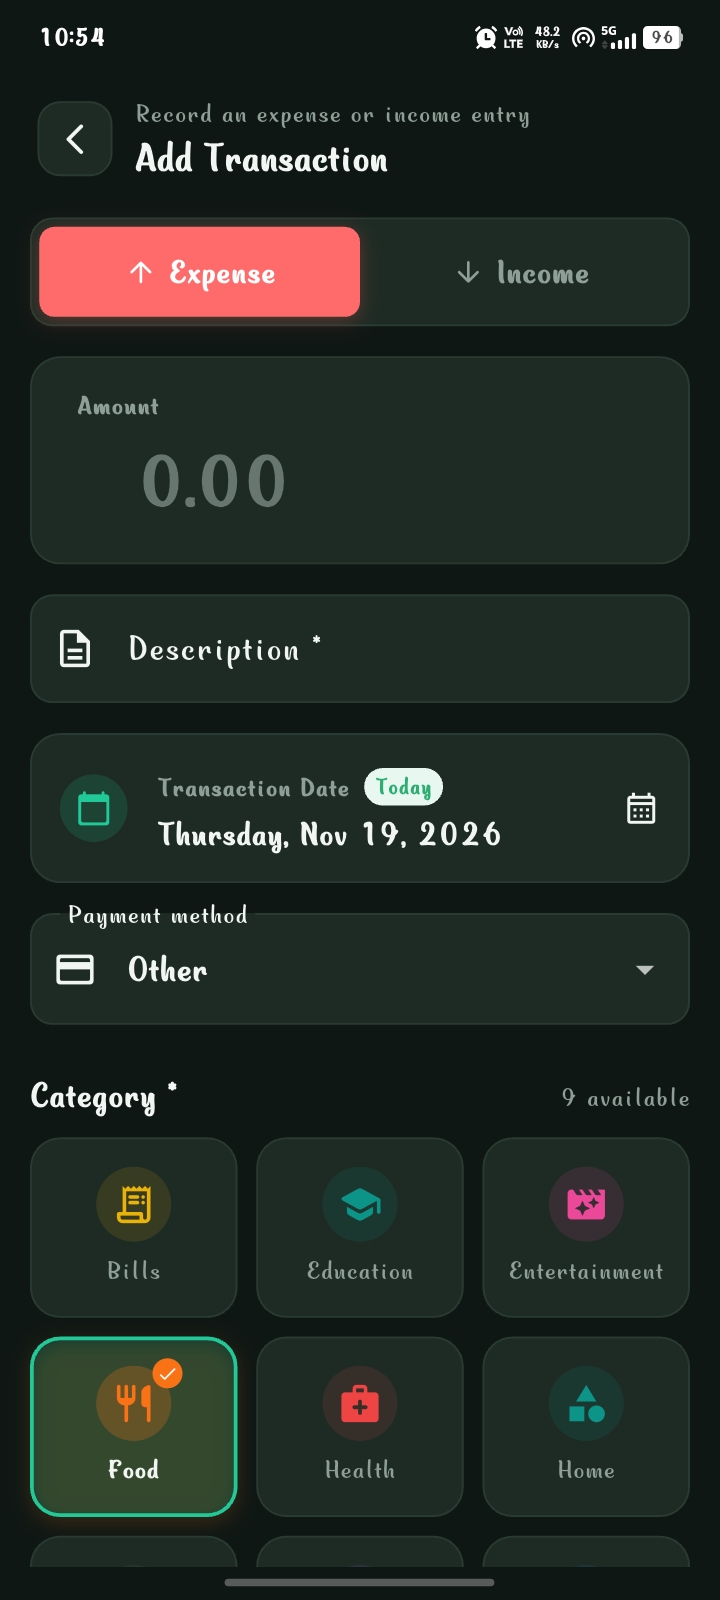 10:54
Vo)) LTE 48.2 KB/s 5G 96
Record an expense or income entry
Add Transaction
Expense
Income
Amount
0.00
Description *
Transaction Date Today
Thursday, Nov 19, 2026
Payment method
Other
Category * 9 available
Bills Education Entertainment
Food Health Home